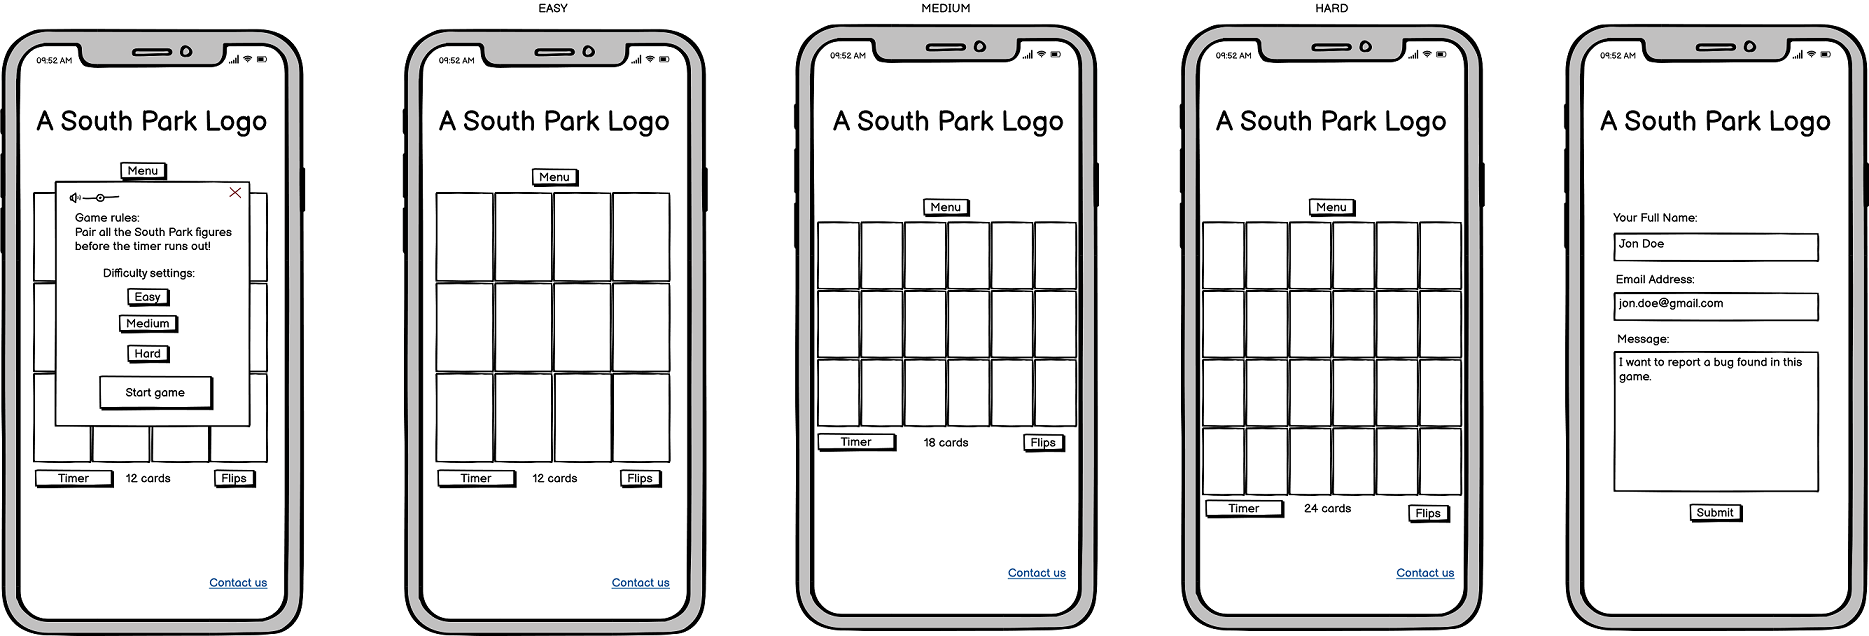 EASY
MEDIUM
HARD
09:52 AM
A South Park Logo
Menu
Game rules:
Pair all the South Park figures
before the timer runs out!
Difficulty settings:
Easy
Medium
Hard
Start game
Timer
12 cards
Flips
Contact us
09:52 AM
A South Park Logo
Menu
Timer
12 cards
Flips
Contact us
09:52 AM
A South Park Logo
Menu
Timer
18 cards
Flips
Contact us
09:52 AM
A South Park Logo
Menu
Timer
24 cards
Flips
Contact us
09:52 AM
A South Park Logo
Your Full Name:
Jon Doe
Email Address:
jon.doe@gmail.com
Message:
I want to report a bug found in this
game.
Submit